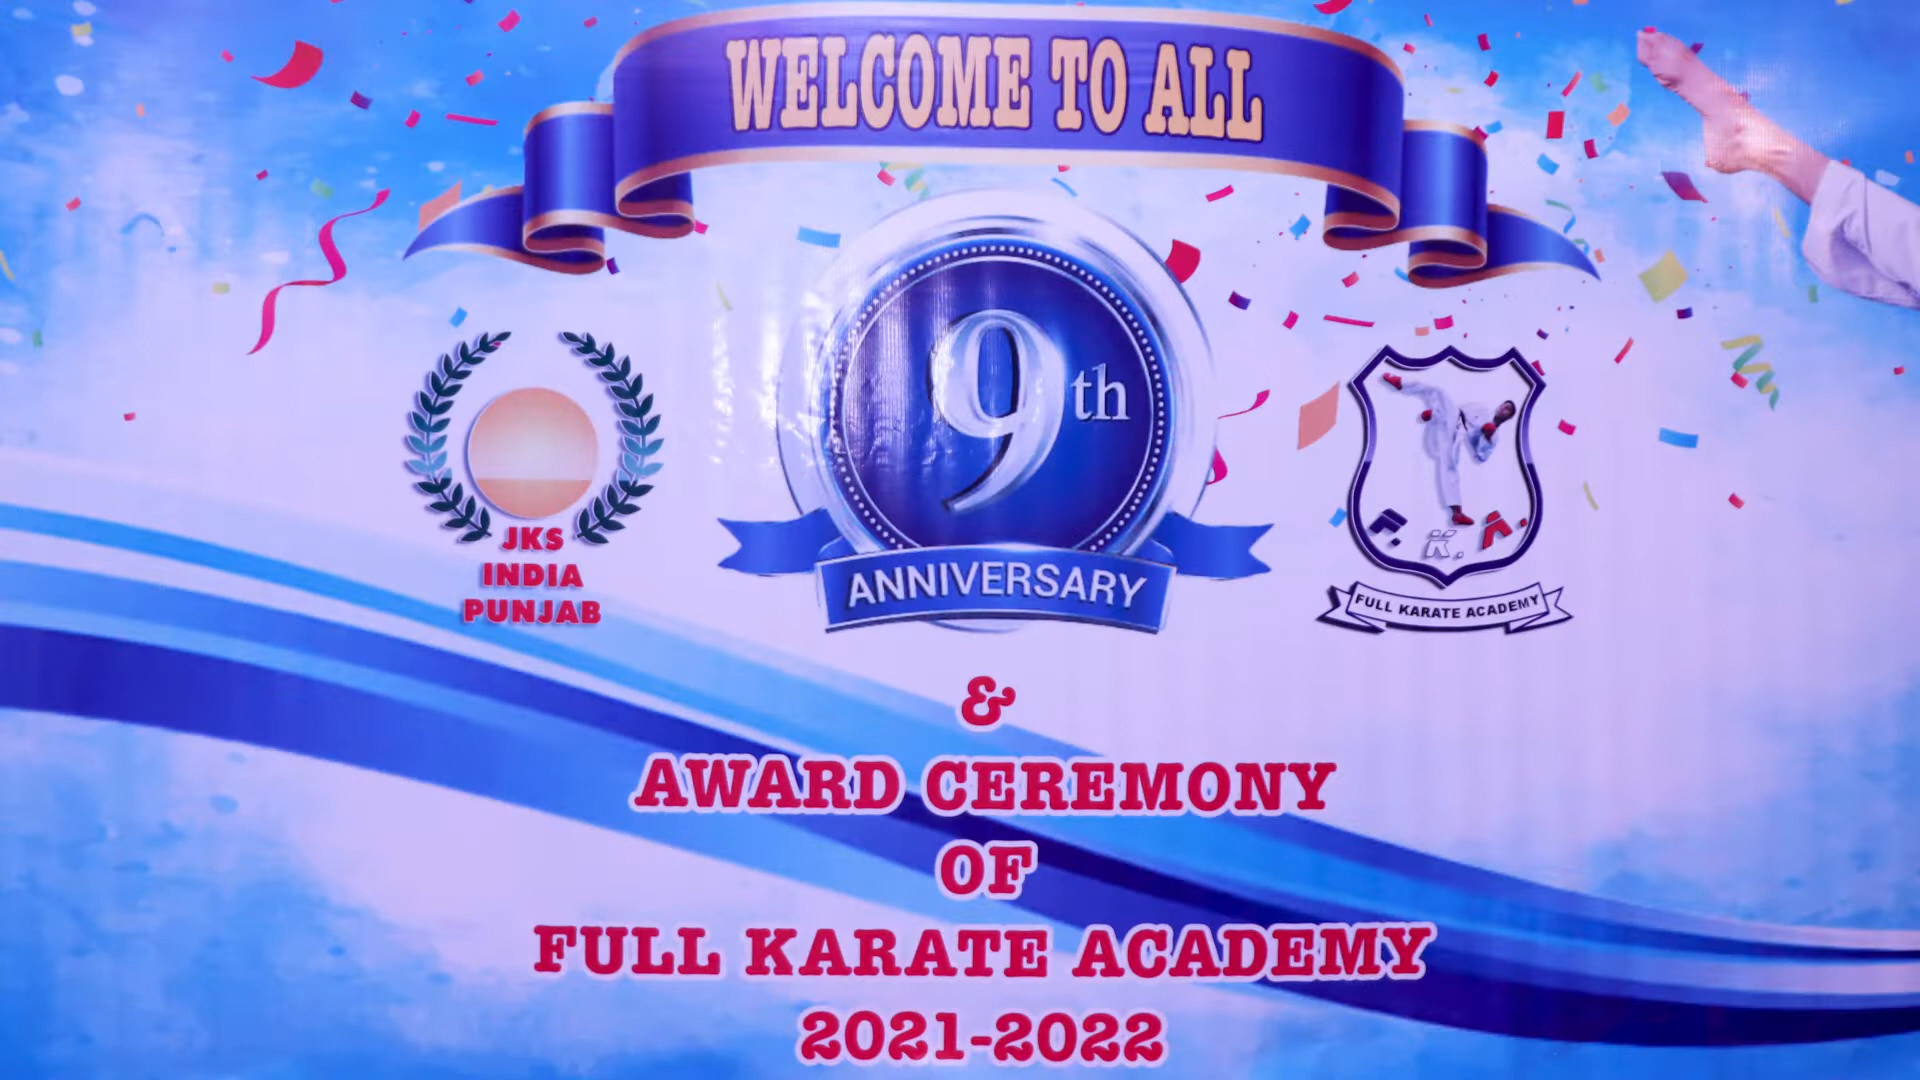 WELCOME TO ALL
9th
ANNIVERSARY
JKS
INDIA
PUNJAB
F. K. A.
FULL KARATE ACADEMY
&
AWARD CEREMONY
OF
FULL KARATE ACADEMY
2021-2022